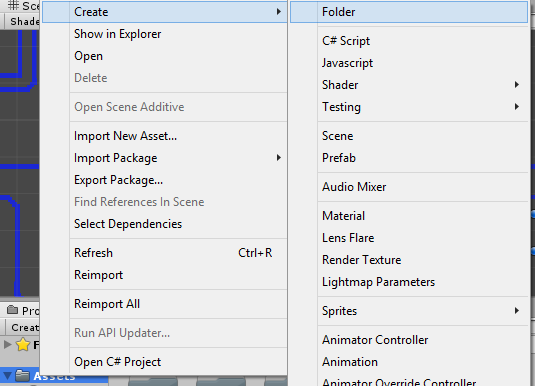 Sce
Shade
Create
Show in Explorer
Open
Delete
Open Scene Additive
Import New Asset...
Import Package
Export Package...
Find References In Scene
Select Dependencies
Refresh Ctrl+R
Reimport
Reimport All
Run API Updater...
Open C# Project
Folder
C# Script
Javascript
Shader
Testing
Scene
Prefab
Audio Mixer
Material
Lens Flare
Render Texture
Lightmap Parameters
Sprites
Animator Controller
Animation
Animator Override Controller
Pro
Creat
F
Assets